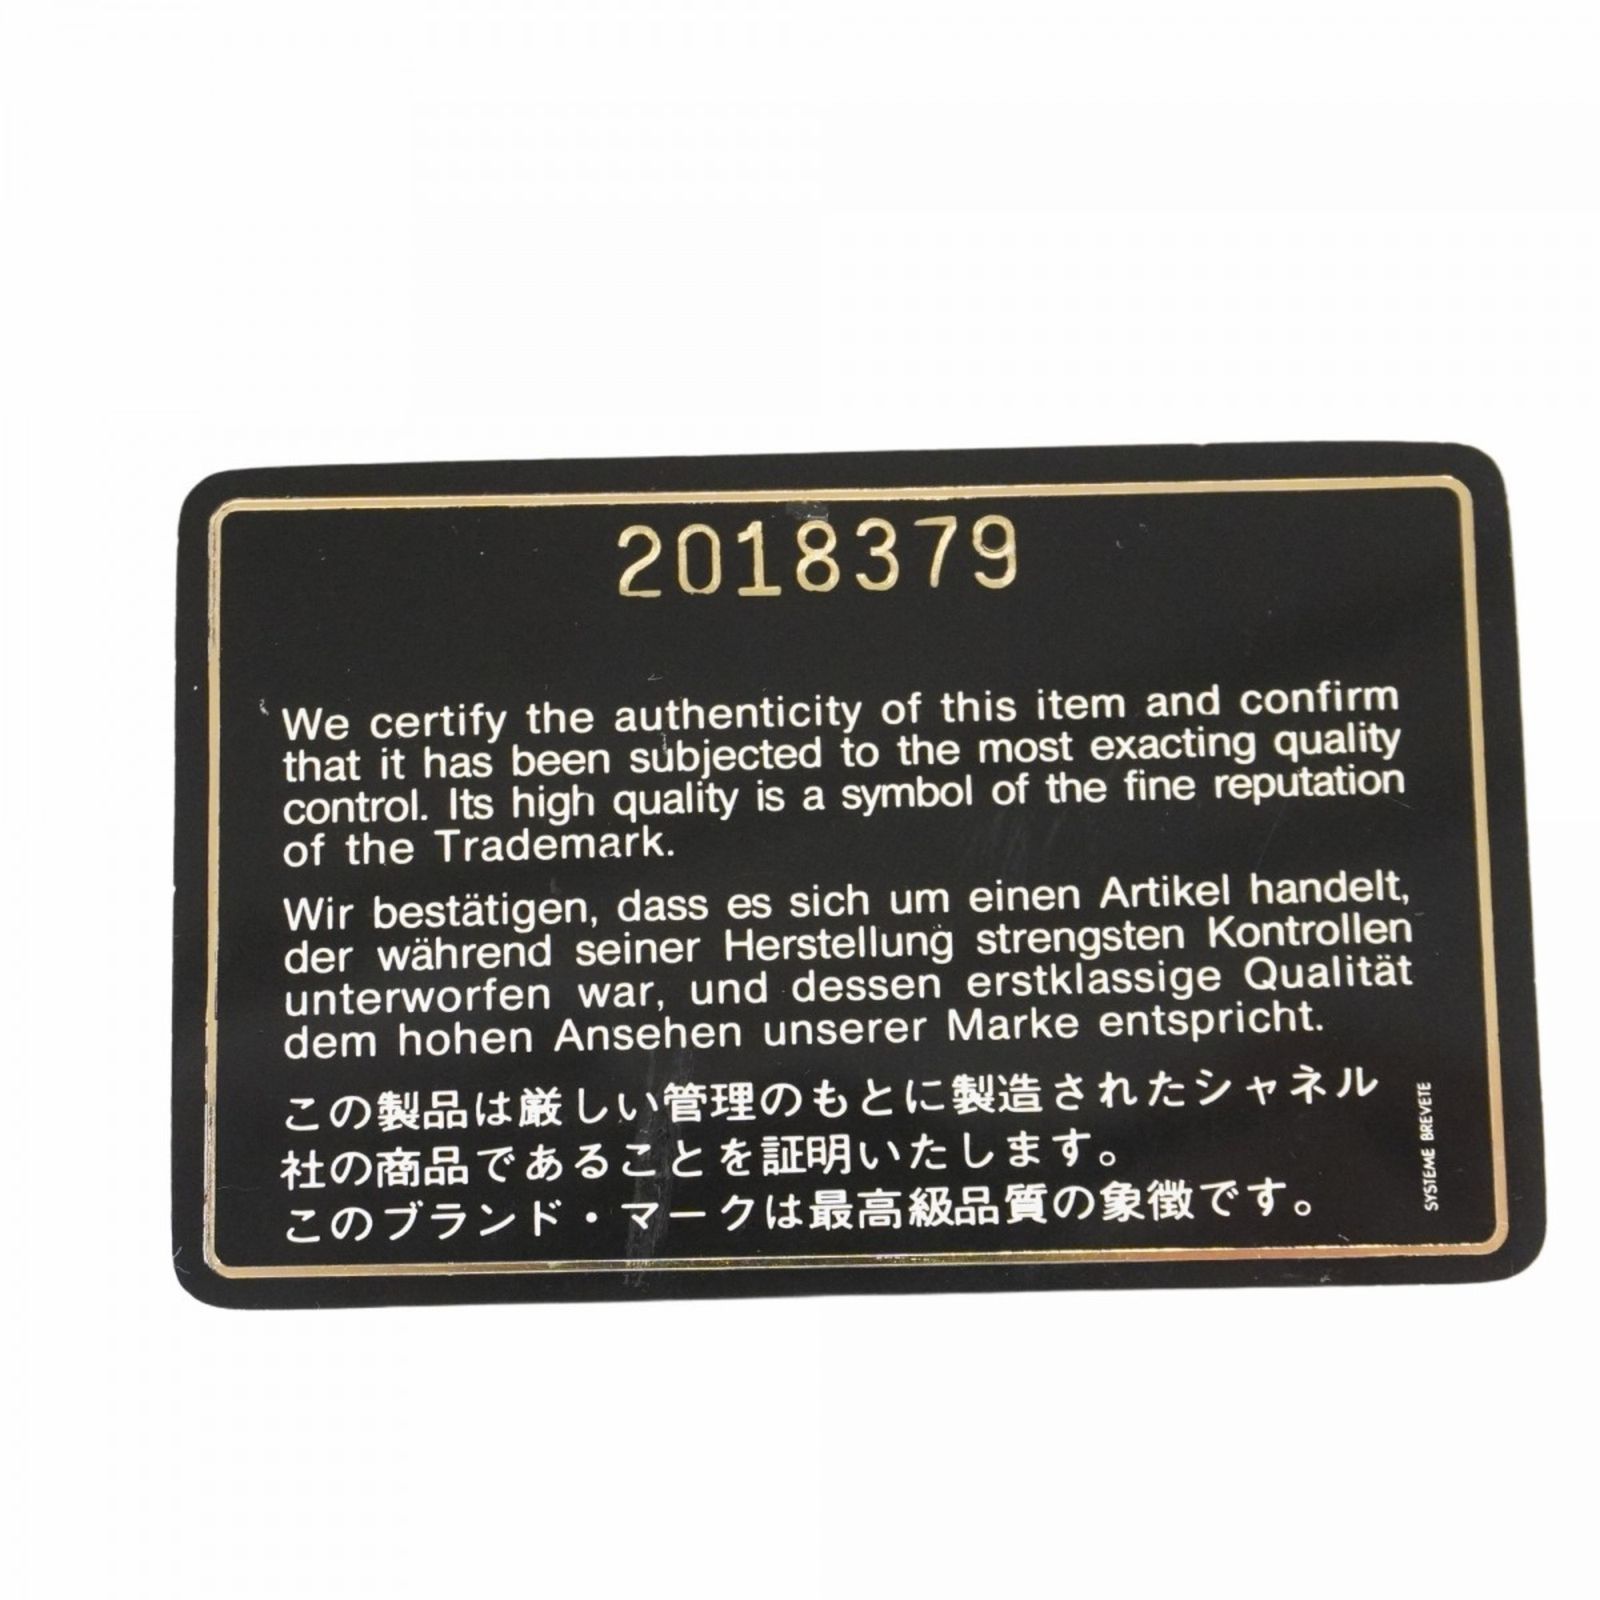 2018379
We certify the authenticity of this item and confirm
that it has been subjected to the most exacting quality
control. Its high quality is a symbol of the fine reputation
of the Trademark.
Wir bestätigen, dass es sich um einen Artikel handelt,
der während seiner Herstellung strengsten Kontrollen
unterworfen war, und dessen erstklassige Qualität
dem hohen Ansehen unserer Marke entspricht.
この製品は厳しい管理のもとに製造されたシャネル
社の商品であることを証明いたします。
このブランド・マークは最高級品質の象徴です。
SYSTEME BREVETE